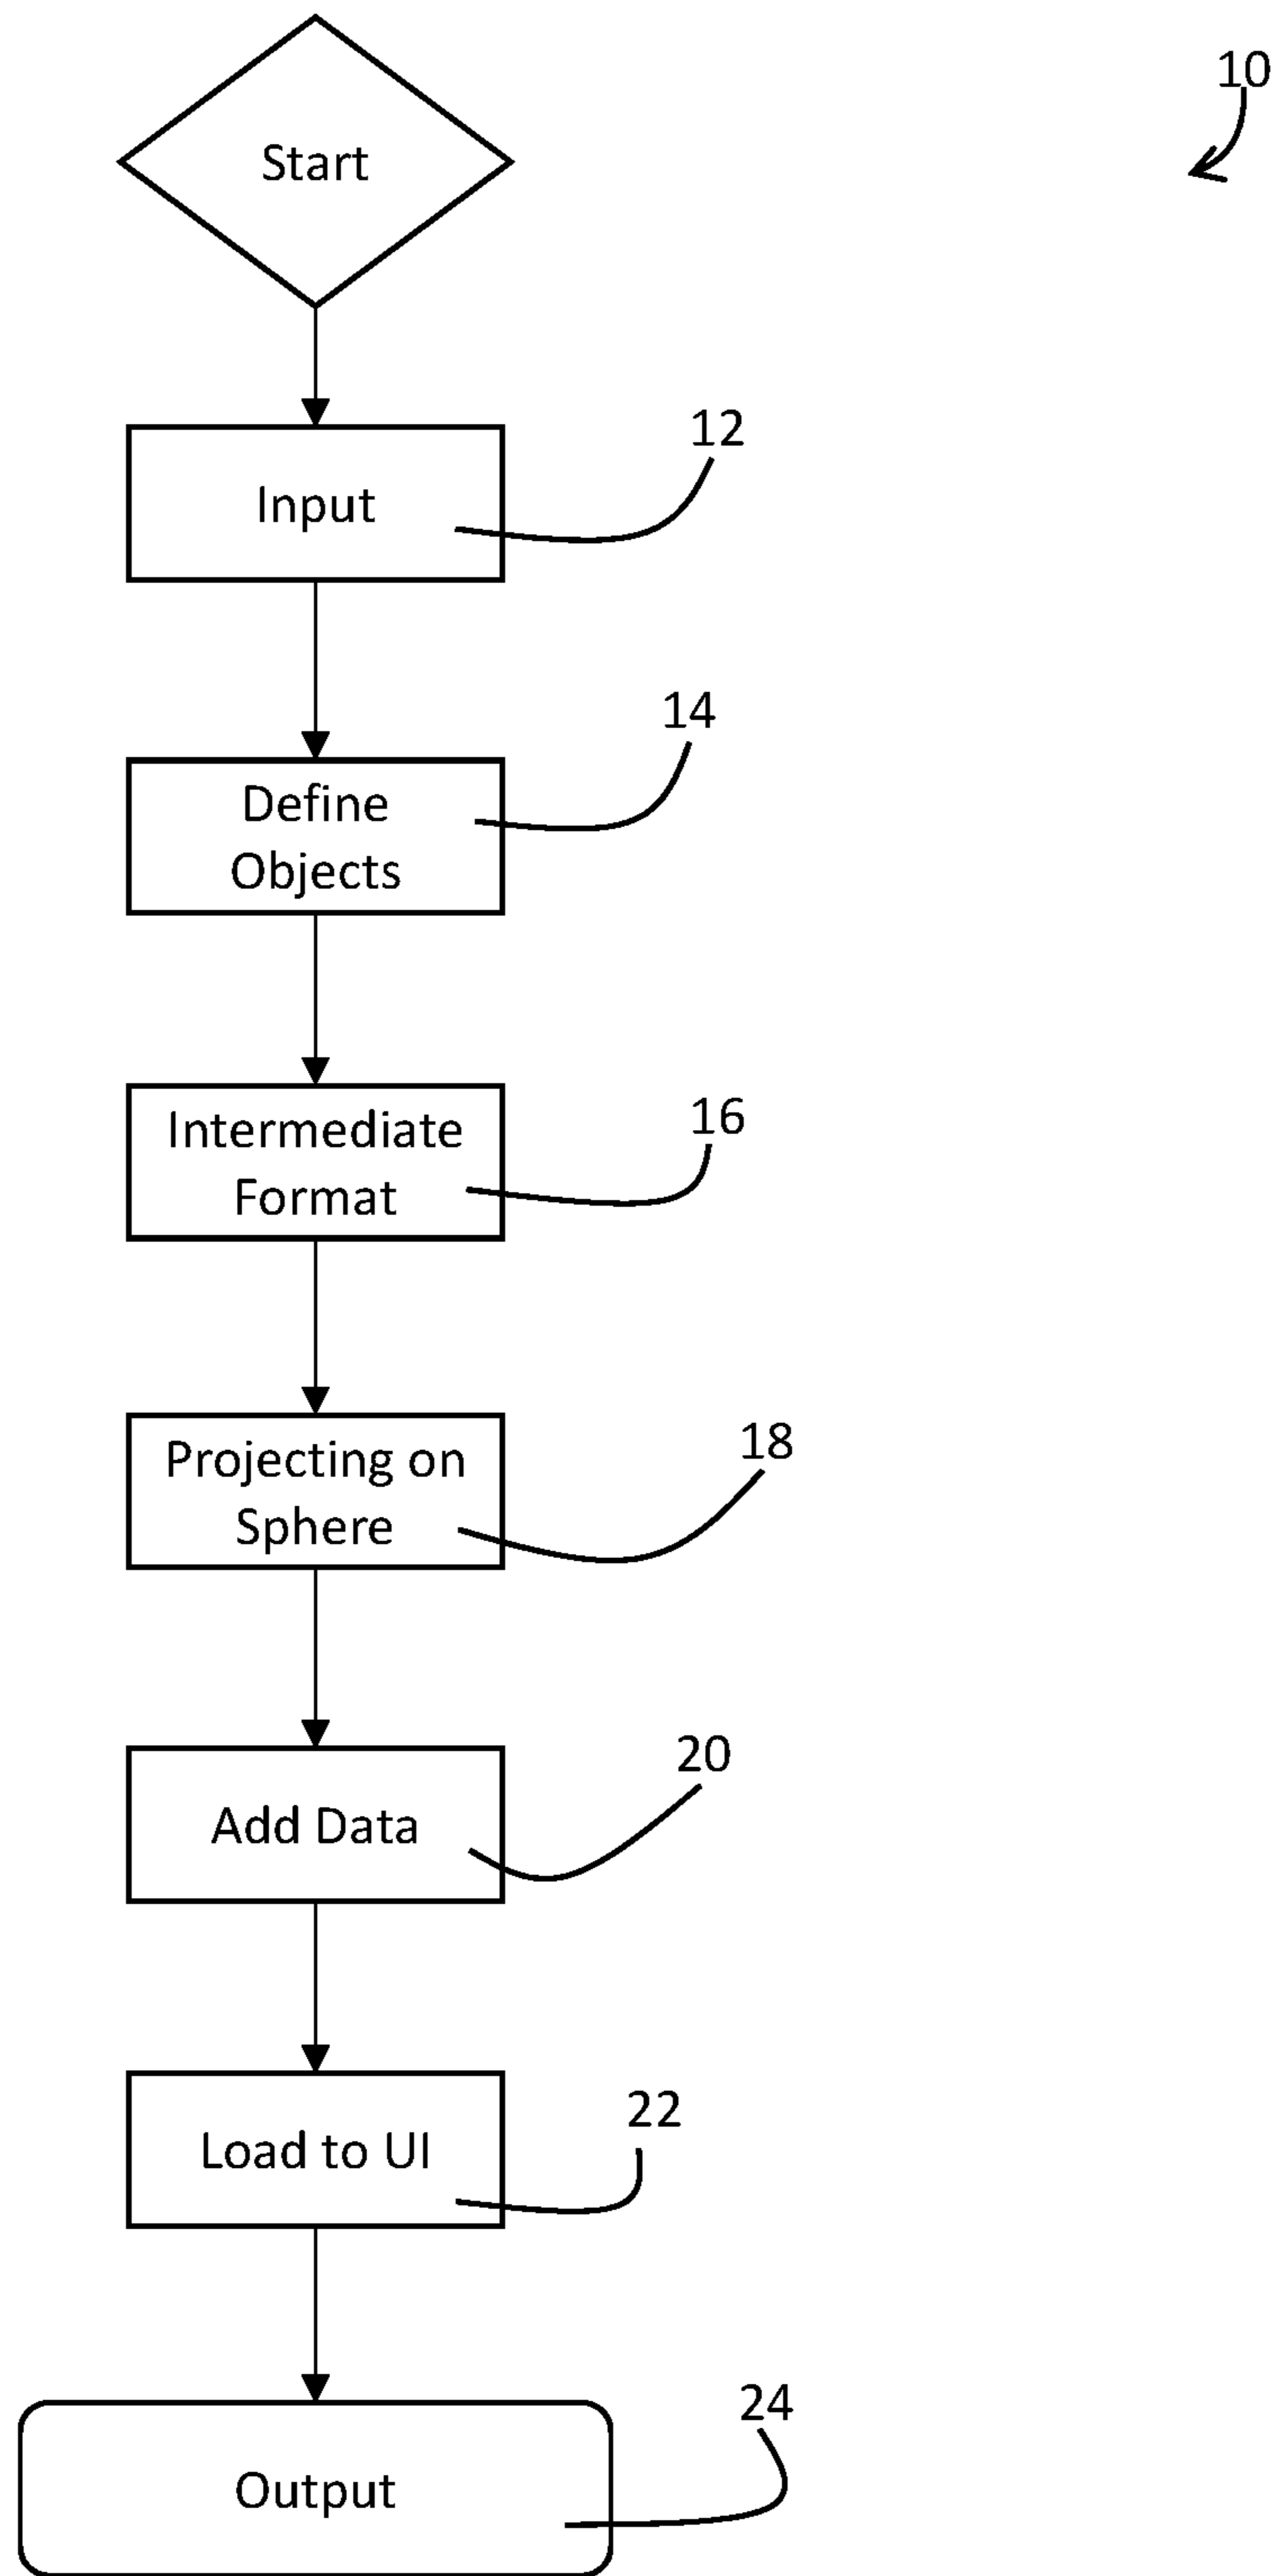 10
Start
12
Input
14
Define
Objects
16
Intermediate
Format
18
Projecting on
Sphere
20
Add Data
22
Load to UI
24
Output